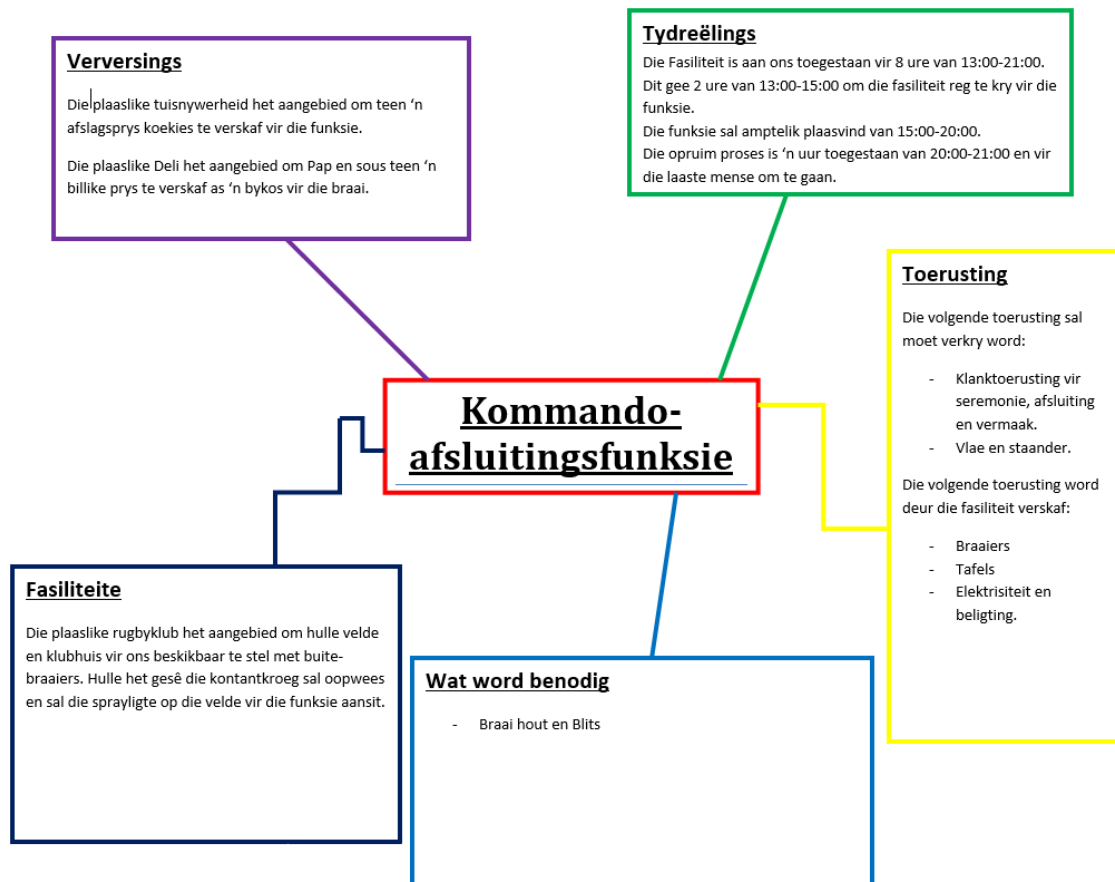 Verversings
Die plaaslike tuisnywerheid het aangebied om teen ‘n
afslagsprys koekies te verskaf vir die funksie.
Die plaaslike Deli het aangebied om Pap en sous teen ‘n
billike prys te verskaf as ‘n bykos vir die braai.
Tydreëlings
Die Fasiliteit is aan ons toegestaan vir 8 ure van 13:00-21:00.
Dit gee 2 ure van 13:00-15:00 om die fasiliteit reg te kry vir die
funksie.
Die funksie sal amptelik plaasvind van 15:00-20:00.
Die opruim proses is ‘n uur toegestaan van 20:00-21:00 en vir
die laaste mense om te gaan.
Toerusting
Die volgende toerusting sal
moet verkry word:
- Klanktoerusting vir
seremonie, afsluiting
en vermaak.
- Vlae en staander.
Die volgende toerusting word
deur die fasiliteit verskaf:
- Braaiers
- Tafels
- Elektrisiteit en
beligting.
Kommando-
afsluitingsfunksie
Fasiliteite
Die plaaslike rugbyklub het aangebied om hulle velde
en klubhuis vir ons beskikbaar te stel met buite-
braaiers. Hulle het gesê die kontantkroeg sal oopwees
en sal die sprayligte op die velde vir die funksie aansit.
Wat word benodig
- Braai hout en Blits